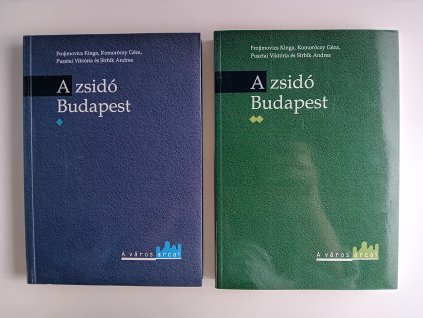 Frojimovics Kinga, Komoróczy Géza,
Pusztai Viktória és Strbik Andrea
A zsidó
Budapest
A város arcai
Frojimovics Kinga, Komoróczy Géza,
Pusztai Viktória és Strbik Andrea
A zsidó
Budapest
A város arcai